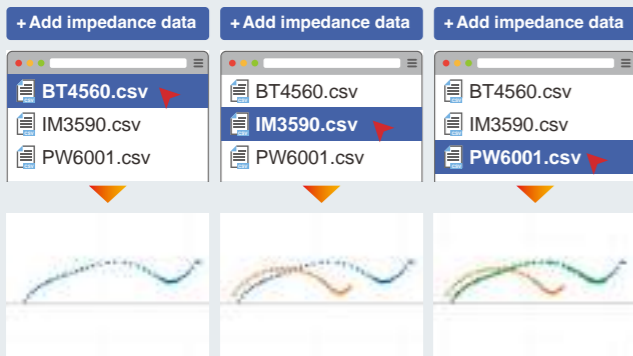 + Add impedance data
BT4560.csv
IM3590.csv
PW6001.csv
+ Add impedance data
BT4560.csv
IM3590.csv
PW6001.csv
+ Add impedance data
BT4560.csv
IM3590.csv
PW6001.csv